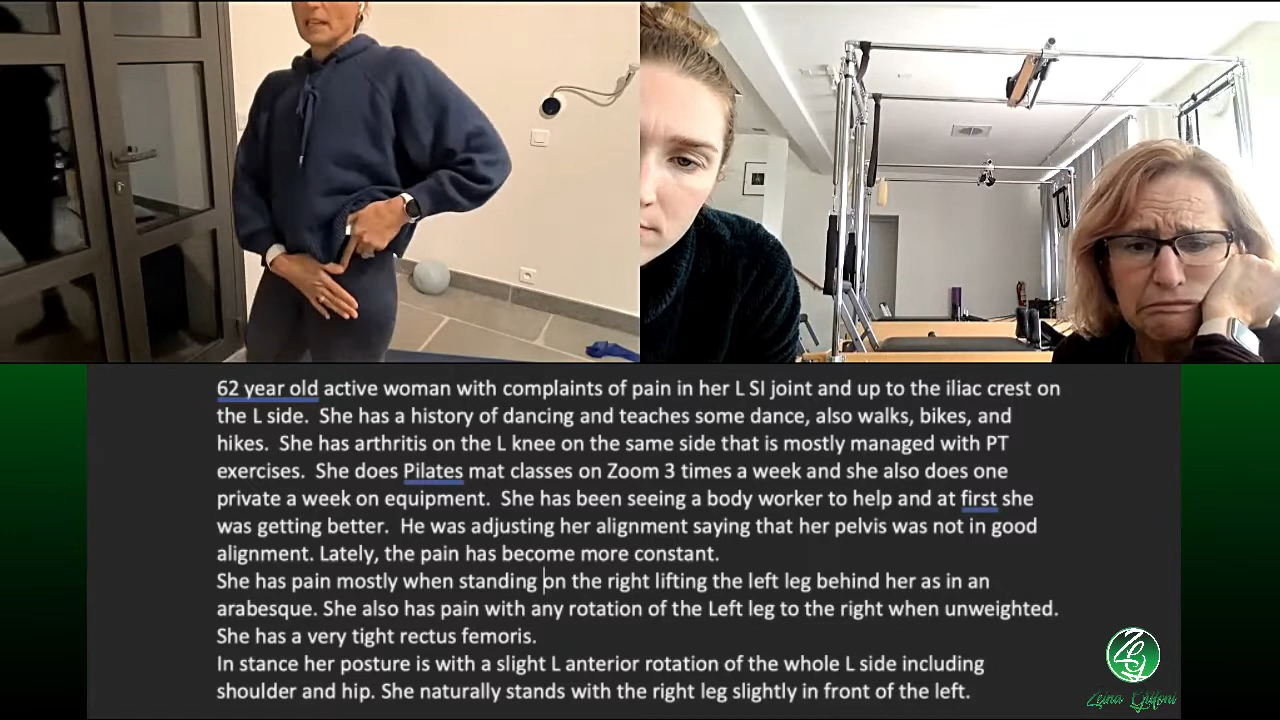 62 year old active woman with complaints of pain in her L SI joint and up to the iliac crest on
the L side.  She has a history of dancing and teaches some dance, also walks, bikes, and
hikes.  She has arthritis on the L knee on the same side that is mostly managed with PT
exercises.  She does Pilates mat classes on Zoom 3 times a week and she also does one
private a week on equipment.  She has been seeing a body worker to help and at first she
was getting better.  He was adjusting her alignment saying that her pelvis was not in good
alignment. Lately, the pain has become more constant.
She has pain mostly when standing on the right lifting the left leg behind her as in an
arabesque. She also has pain with any rotation of the Left leg to the right when unweighted.
She has a very tight rectus femoris.
In stance her posture is with a slight L anterior rotation of the whole L side including
shoulder and hip. She naturally stands with the right leg slightly in front of the left.
ZG
Zeina Grifoni